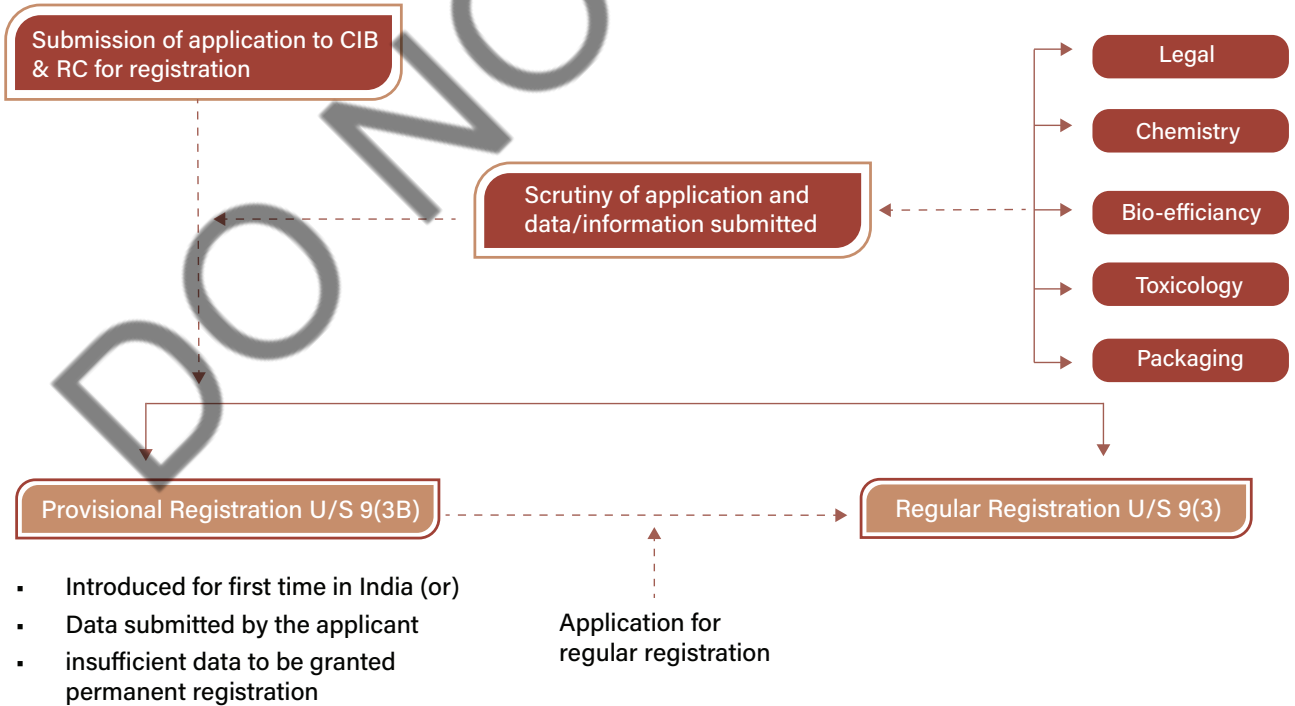 Submission of application to CIB
& RC for registration
Legal
Chemistry
Scrutiny of application and
data/information submitted
Bio-efficiancy
Toxicology
Packaging
Provisional Registration U/S 9(3B)
Regular Registration U/S 9(3)
▪ Introduced for first time in India (or)
▪ Data submitted by the applicant
▪ insufficient data to be granted
permanent registration
Application for
regular registration
DO NO